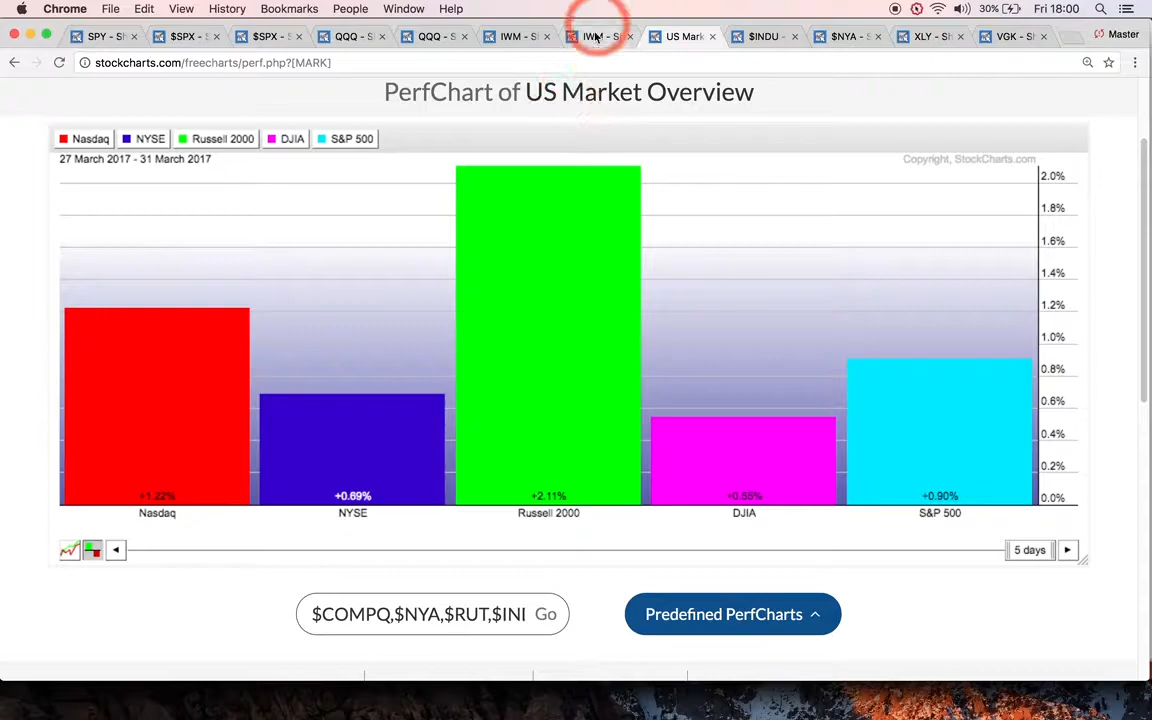 Chrome File Edit View History Bookmarks People Window Help 30% Fri 18:00
SPY - Sh $SPX - S $SPX - S QQQ - S QQQ - S IWM - Sh IWM - Sh US Mark $INDU - $NYA - S XLY - Sh VGK - Sh Master
stockcharts.com/freecharts/perf.php?[MARK]
PerfChart of US Market Overview
Nasdaq NYSE Russell 2000 DJIA S&P 500
27 March 2017 - 31 March 2017 Copyright, StockCharts.com
2.0%
1.8%
1.6%
1.4%
1.2%
1.0%
0.8%
0.6%
0.4%
0.2%
0.0%
+1.22% +0.69% +2.11% +0.55% +0.90%
Nasdaq NYSE Russell 2000 DJIA S&P 500
5 days
$COMPQ,$NYA,$RUT,$INI Go Predefined PerfCharts